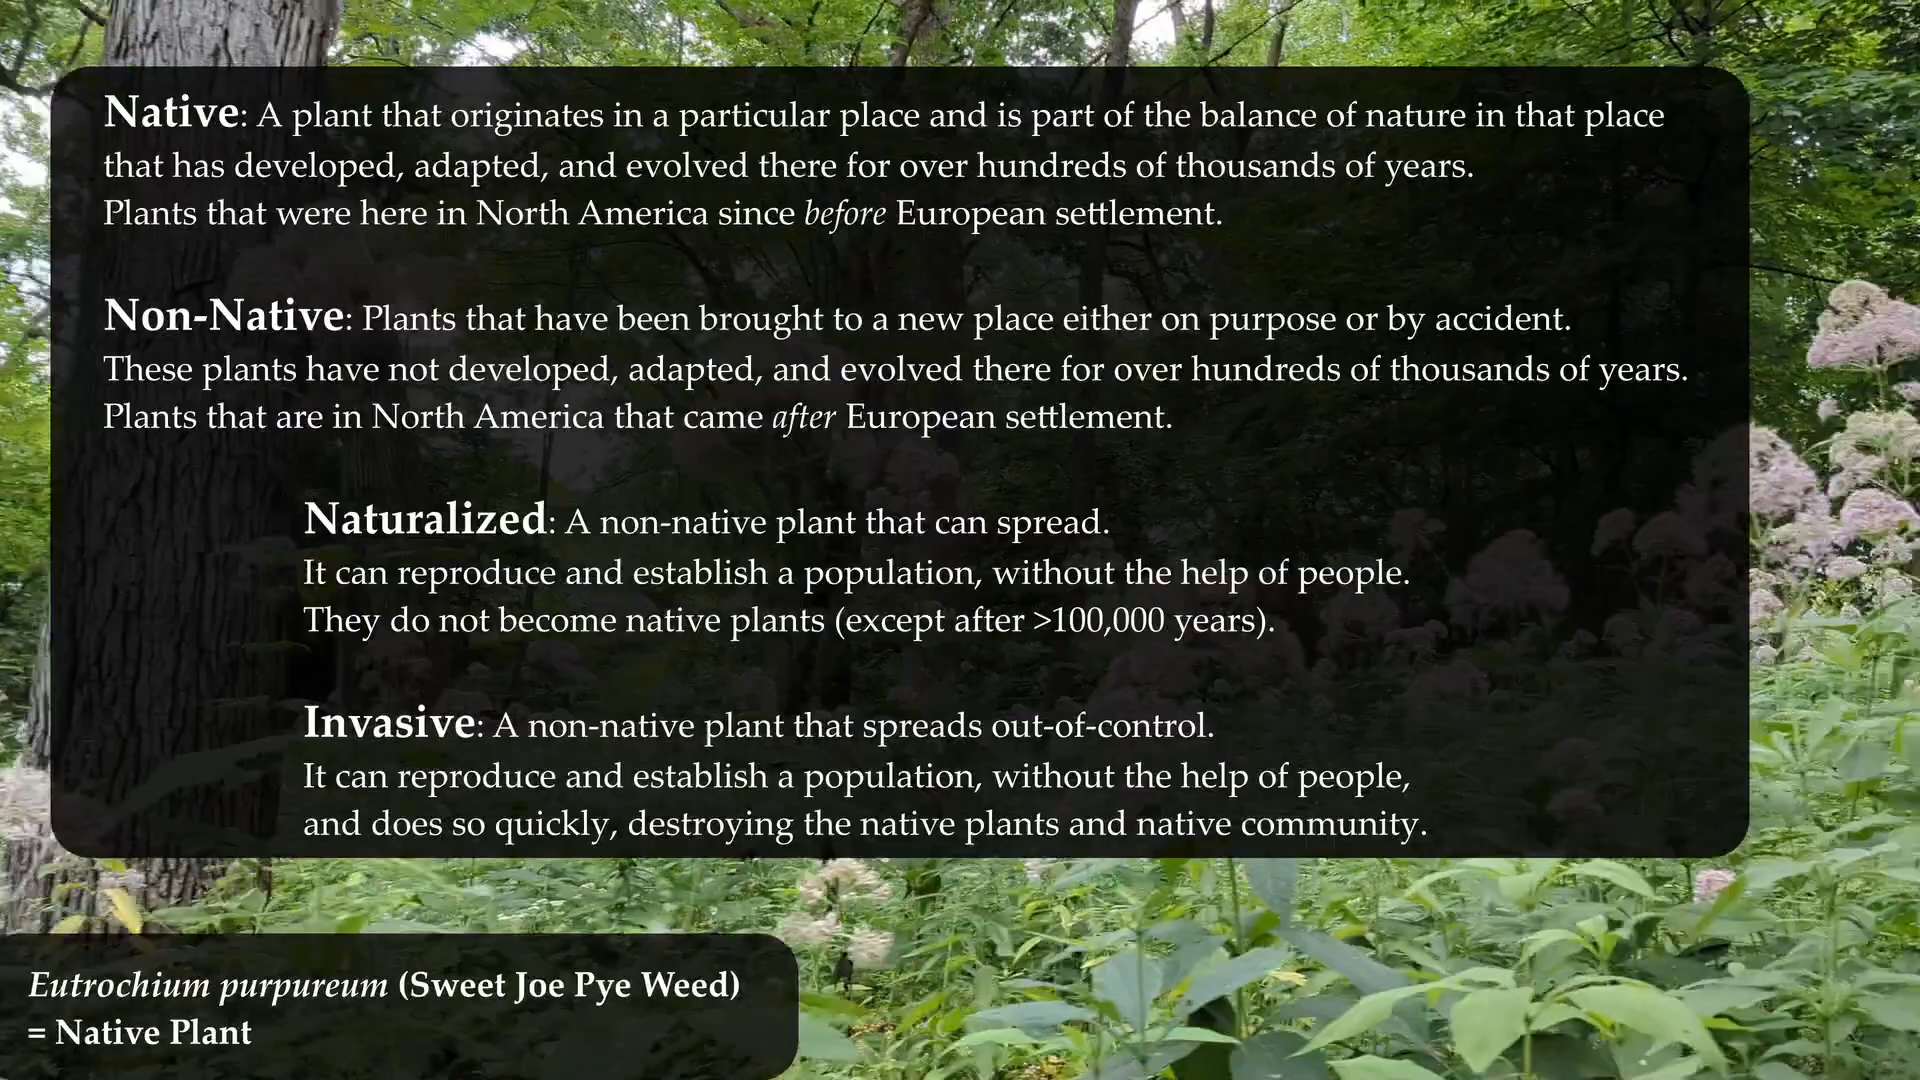 Native: A plant that originates in a particular place and is part of the balance of nature in that place
that has developed, adapted, and evolved there for over hundreds of thousands of years.
Plants that were here in North America since before European settlement.
Non-Native: Plants that have been brought to a new place either on purpose or by accident.
These plants have not developed, adapted, and evolved there for over hundreds of thousands of years.
Plants that are in North America that came after European settlement.
Naturalized: A non-native plant that can spread.
It can reproduce and establish a population, without the help of people.
They do not become native plants (except after >100,000 years).
Invasive: A non-native plant that spreads out-of-control.
It can reproduce and establish a population, without the help of people,
and does so quickly, destroying the native plants and native community.
Eutrochium purpureum (Sweet Joe Pye Weed)
= Native Plant